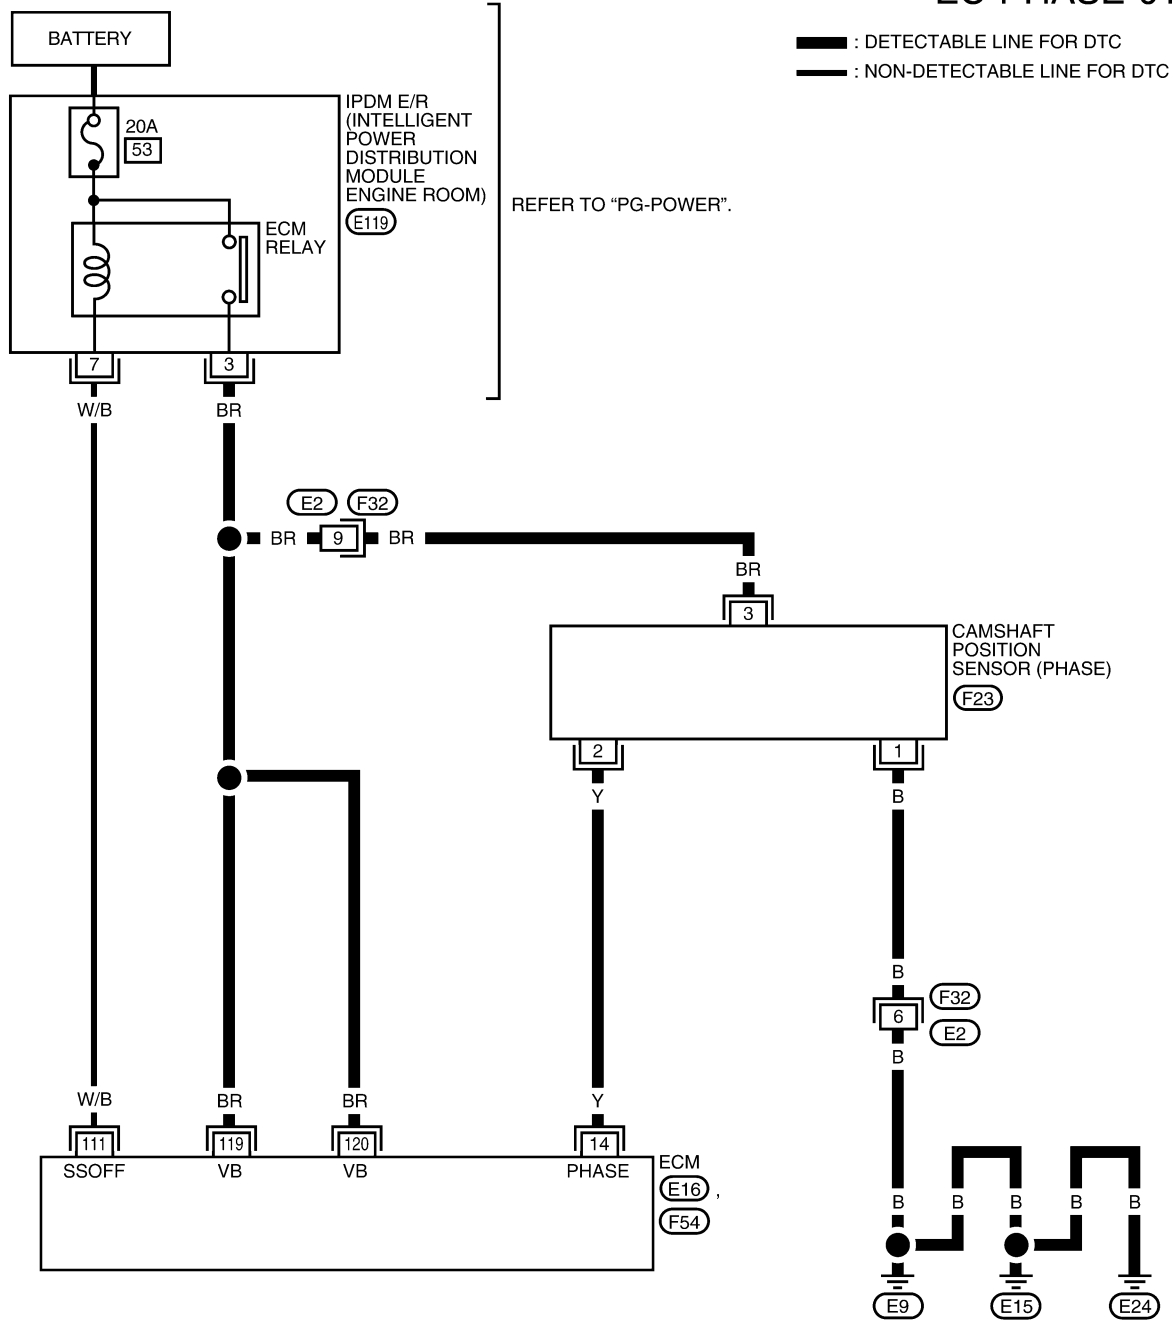 BATTERY
: DETECTABLE LINE FOR DTC
: NON-DETECTABLE LINE FOR DTC
20A
53
IPDM E/R
(INTELLIGENT
POWER
DISTRIBUTION
MODULE
ENGINE ROOM)
E119
REFER TO “PG-POWER”.
ECM
RELAY
7
3
W/B
BR
E2
F32
BR
9
BR
BR
3
CAMSHAFT
POSITION
SENSOR (PHASE)
F23
2
1
Y
B
B
F32
6
E2
B
W/B
BR
BR
Y
111
119
120
14
SSOFF
VB
VB
PHASE
ECM
E16 ,
F54
B
B
B
B
B
E9
E15
E24